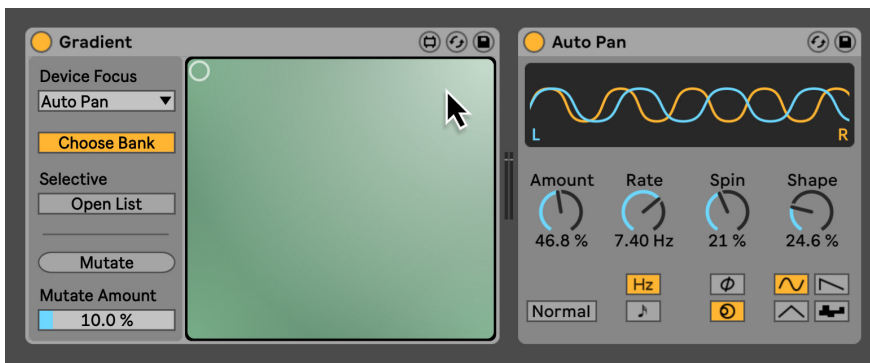 Gradient
Device Focus
Auto Pan
Choose Bank
Selective
Open List
Mutate
Mutate Amount
10.0 %
Auto Pan
L
R
Amount
Rate
Spin
Shape
46.8 %
7.40 Hz
21 %
24.6 %
Hz
Normal